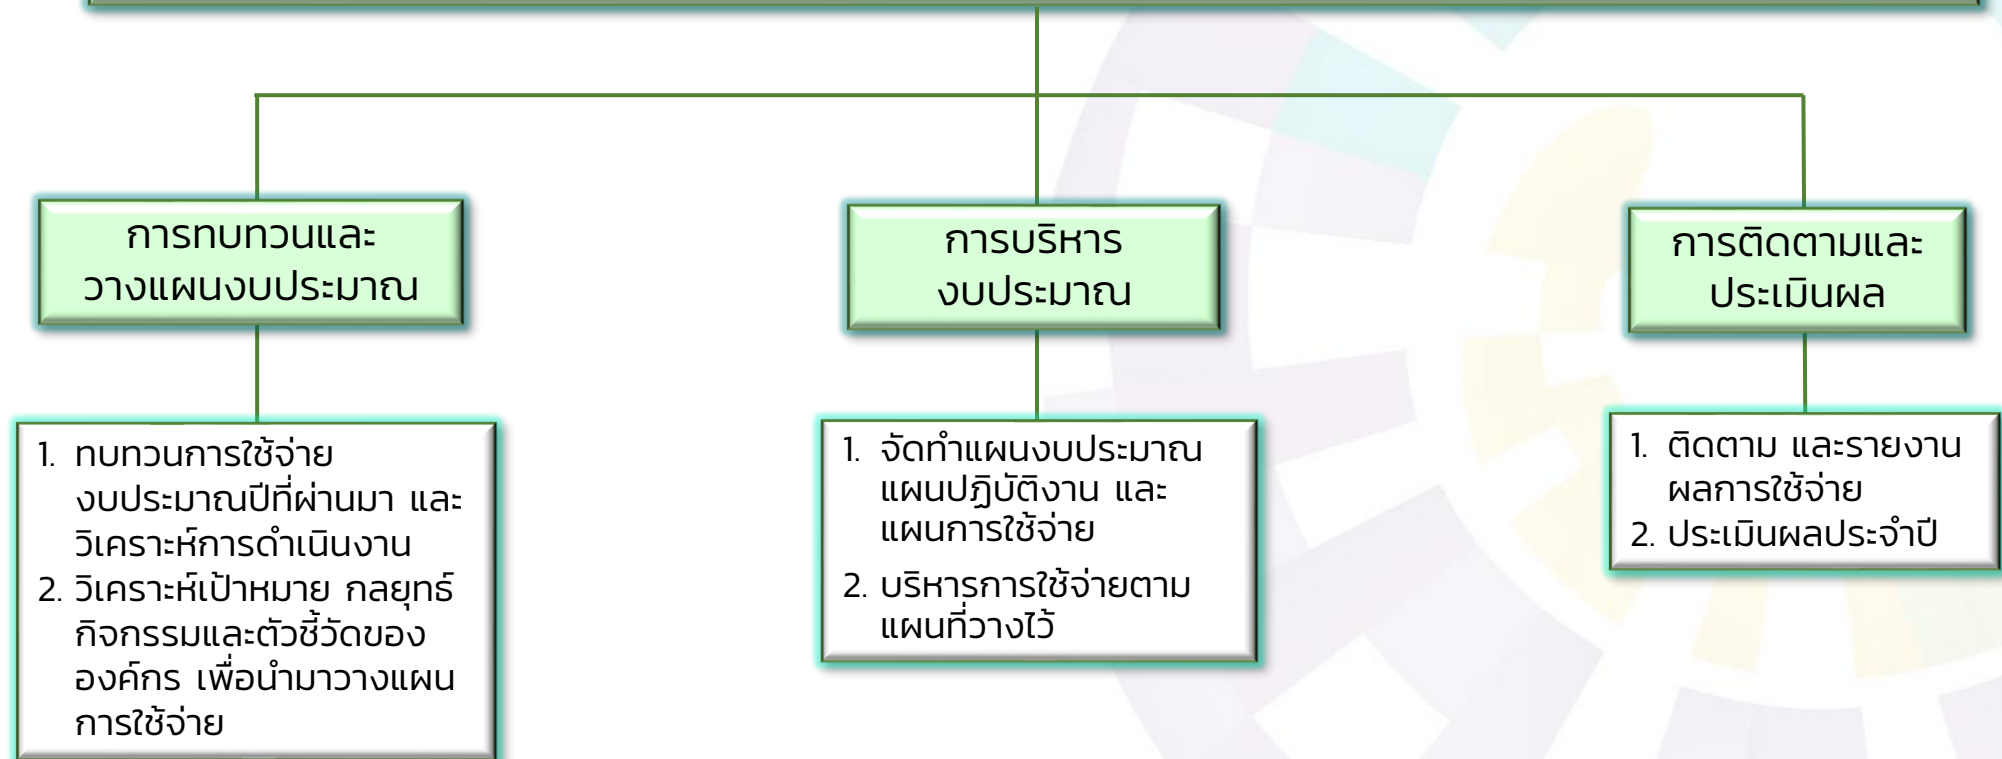 การทบทวนและ
วางแผนงบประมาณ
1. ทบทวนการใช้จ่าย
งบประมาณปีที่ผ่านมา และ
วิเคราะห์การดำเนินงาน
2. วิเคราะห์เป้าหมาย กลยุทธ์
กิจกรรมและตัวชี้วัดของ
องค์กร เพื่อนำมาวางแผน
การใช้จ่าย
การบริหาร
งบประมาณ
1. จัดทำแผนงบประมาณ
แผนปฏิบัติงาน และ
แผนการใช้จ่าย
2. บริหารการใช้จ่ายตาม
แผนที่วางไว้
การติดตามและ
ประเมินผล
1. ติดตาม และรายงาน
ผลการใช้จ่าย
2. ประเมินผลประจำปี